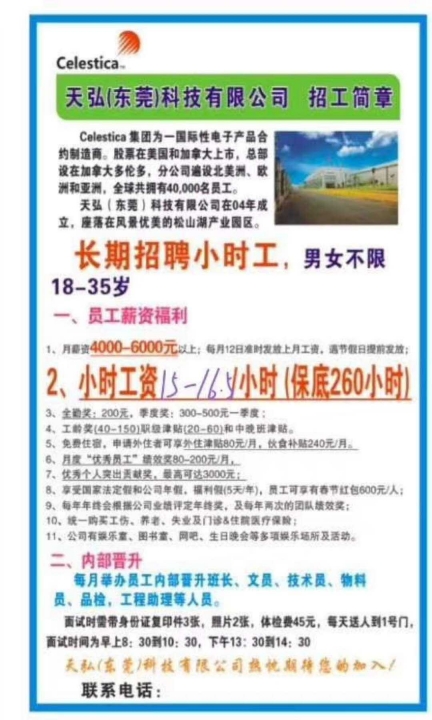 Celestica
天弘(东莞)科技有限公司 招工简章
Celestica 集团为一国际性电子产品合
约制造商。股票在美国和加拿大上市，总部
设在加拿大多伦多，分公司遍设北美洲、欧
洲和亚洲，全球共拥有40,000名员工。
天弘（东莞）科技有限公司在04年成
立，座落在风景优美的松山湖产业园区。
长期招聘小时工，男女不限
18-35岁
一、员工薪资福利
1、月薪资4000-6000元以上；每月12日准时发放上月工资，遇节假日提前发放；
2、小时工资15-16.5/小时(保底260小时)
3、全勤奖：200元，季度奖：300-500元一季度；
4、工龄奖(40-150)职级津贴(20-60)和中晚班津贴。
5、免费住宿，申请外住者可享外住津贴80元/月，伙食补贴240元/月。
6、月度“优秀员工”绩效奖80-200元/月，
7、优秀个人突出贡献奖，最高可达3000元；
8、享受国家法定假和公司年假，福利假(5天/年)，员工可享有春节红包600元/人；
9、每年年终会根据公司业绩评定年终奖，及每年两次的团队绩效奖；
10、统一购买工伤、养老、失业及门诊&住院医疗保险；
11、公司有娱乐室、图书室、网吧、生日晚会等多项娱乐场所及活动。
二、内部晋升
每月举办员工内部晋升班长、文员、技术员、物料
员、品检，工程助理等人员。
面试时需带身份证复印件3张，照片2张，体检费45元，每天送人到1号门，
面试时间为早上8：30到10：30，下午13：30到14：30
天弘(东莞)科技有限公司热忱期待您的加入！
联系电话：